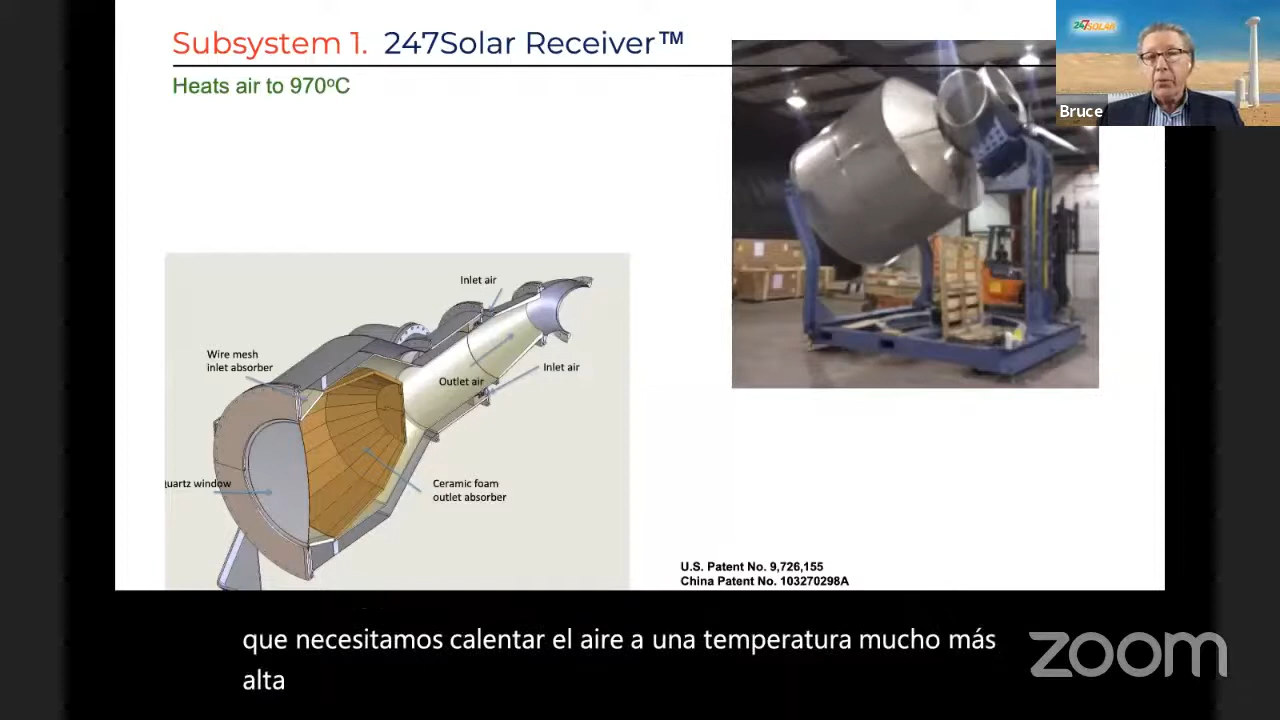 Subsystem 1. 247Solar Receiver™
Heats air to 970ºC
247SOLAR
Bruce
Inlet air
Wire mesh
inlet absorber
Inlet air
Outlet air
uartz window
Ceramic foam
outlet absorber
U.S. Patent No. 9,726,155
China Patent No. 103270298A
que necesitamos calentar el aire a una temperatura mucho más
alta
zoom